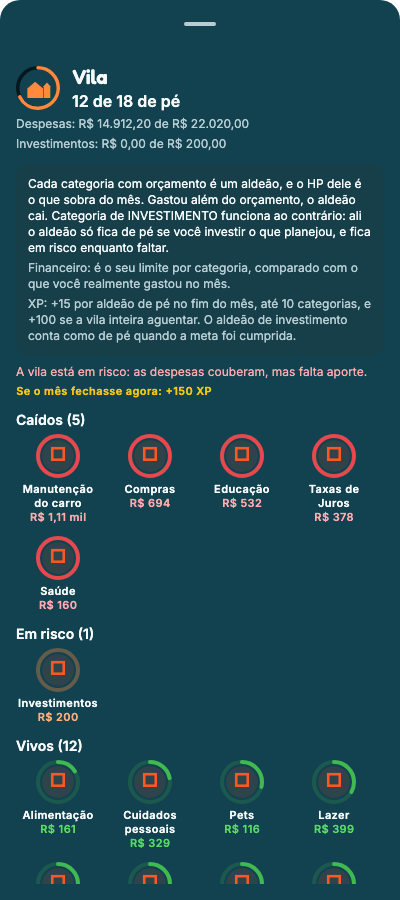 Vila
12 de 18 de pé
Despesas: R$ 14.912,20 de R$ 22.020,00
Investimentos: R$ 0,00 de R$ 200,00
Cada categoria com orçamento é um aldeão, e o HP dele é
o que sobra do mês. Gastou além do orçamento, o aldeão
cai. Categoria de INVESTIMENTO funciona ao contrário: ali
o aldeão só fica de pé se você investir o que planejou, e fica
em risco enquanto faltar.
Financeiro: é o seu limite por categoria, comparado com o
que você realmente gastou no mês.
XP: +15 por aldeão de pé no fim do mês, até 10 categorias, e
+100 se a vila inteira aguentar. O aldeão de investimento
conta como de pé quando a meta foi cumprida.
A vila está em risco: as despesas couberam, mas falta aporte.
Se o mês fechasse agora: +150 XP
Caídos (5)
Manutenção do carro
R$ 1,11 mil
Compras
R$ 694
Educação
R$ 532
Taxas de Juros
R$ 378
Saúde
R$ 160
Em risco (1)
Investimentos
R$ 200
Vivos (12)
Alimentação
R$ 161
Cuidados pessoais
R$ 329
Pets
R$ 116
Lazer
R$ 399